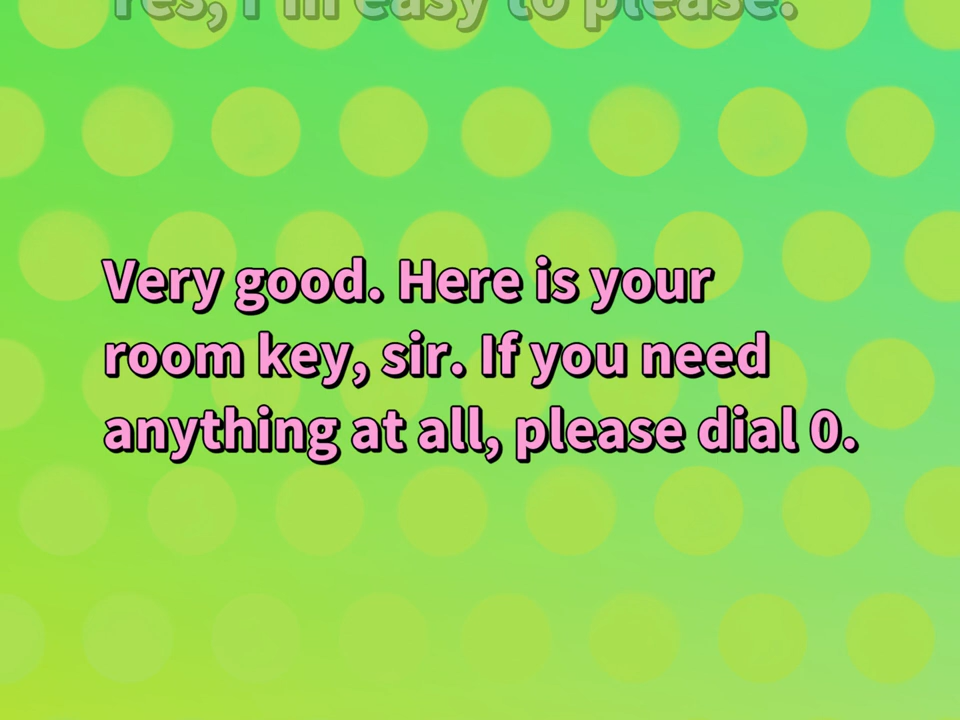 Yes, I'm easy to please.
Very good. Here is your
room key, sir. If you need
anything at all, please dial 0.